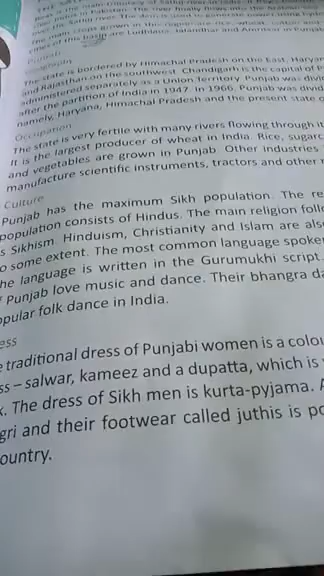 Punjab
The state is bordered by Himachal Pradesh on the East, Haryana
and Rajasthan on the southwest. Chandigarh is the capital of P
administered separately as a Union territory. Punjab was divi
after the partition of India in 1947. In 1966, Punjab was divid
namely, Haryana, Himachal Pradesh and the present state o
Occupation
The state is very fertile with many rivers flowing through it
It is the largest producer of wheat in India. Rice, sugarc
and vegetables are grown in Punjab. Other industries
manufacture scientific instruments, tractors and other
Culture
Punjab has the maximum Sikh population. The re
population consists of Hindus. The main religion foll
s Sikhism. Hinduism, Christianity and Islam are als
o some extent. The most common language spoke
he language is written in the Gurumukhi script.
Punjab love music and dance. Their bhangra da
opular folk dance in India.
ess
e traditional dress of Punjabi women is a colou
ss – salwar, kameez and a dupatta, which is
. The dress of Sikh men is kurta-pyjama.
gri and their footwear called juthis is po
ountry.